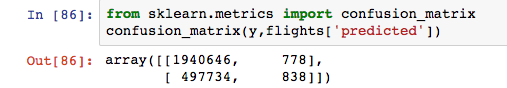 In [86]: from sklearn.metrics import confusion_matrix
confusion_matrix(y,flights['predicted'])
Out[86]: array([[1940646,     778],
       [ 497734,     838]])